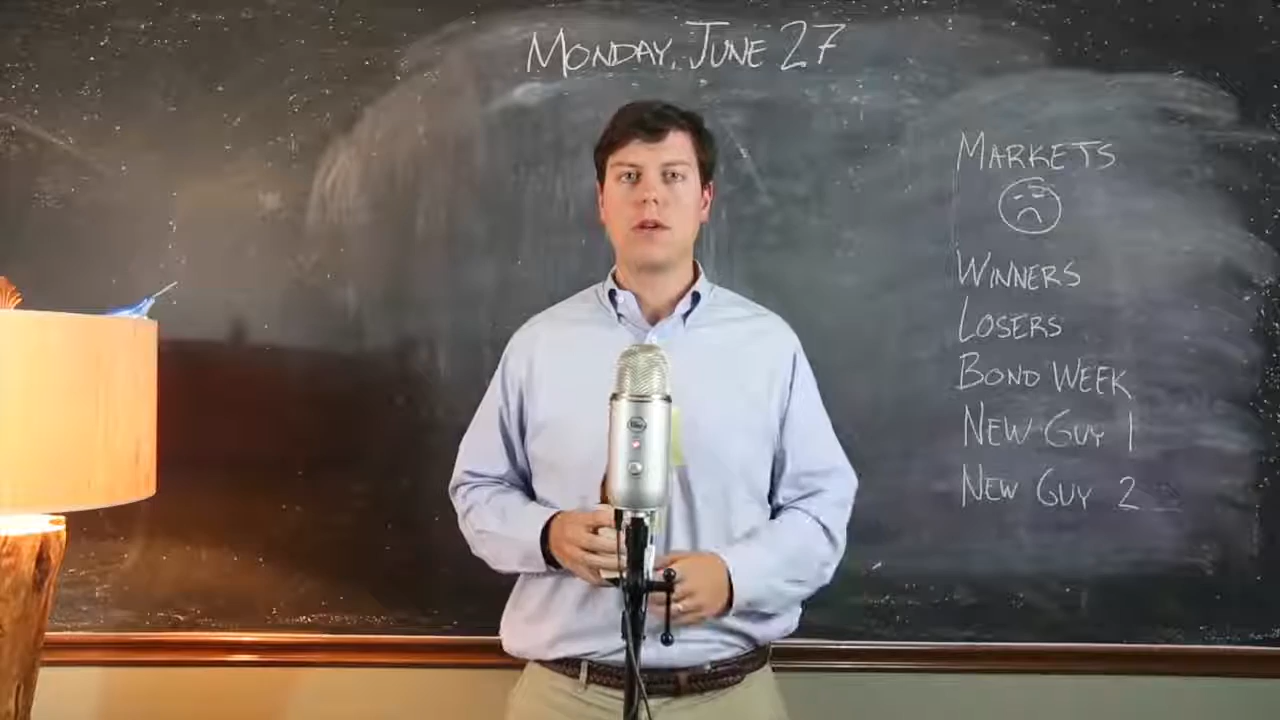 MONDAY, JUNE 27
MARKETS
WINNERS
LOSERS
BOND WEEK
NEW GUY 1
NEW GUY 2